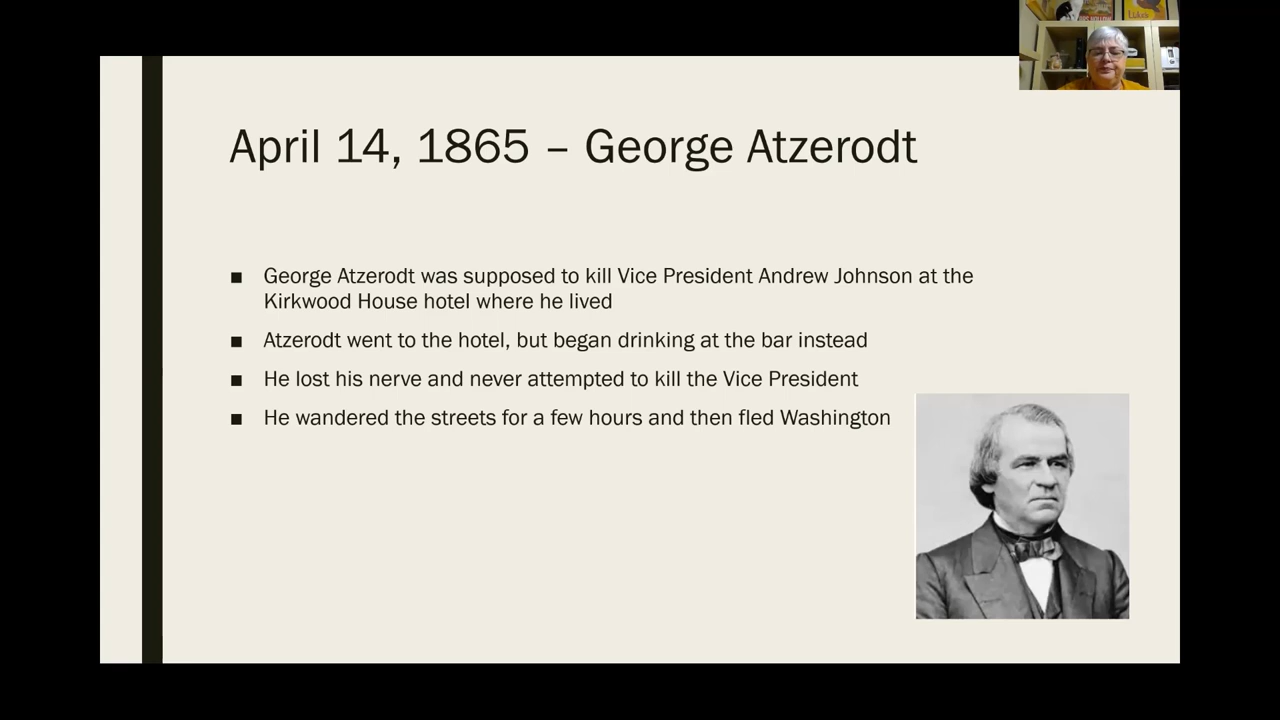 April 14, 1865 – George Atzerodt
■ George Atzerodt was supposed to kill Vice President Andrew Johnson at the
Kirkwood House hotel where he lived
■ Atzerodt went to the hotel, but began drinking at the bar instead
■ He lost his nerve and never attempted to kill the Vice President
■ He wandered the streets for a few hours and then fled Washington